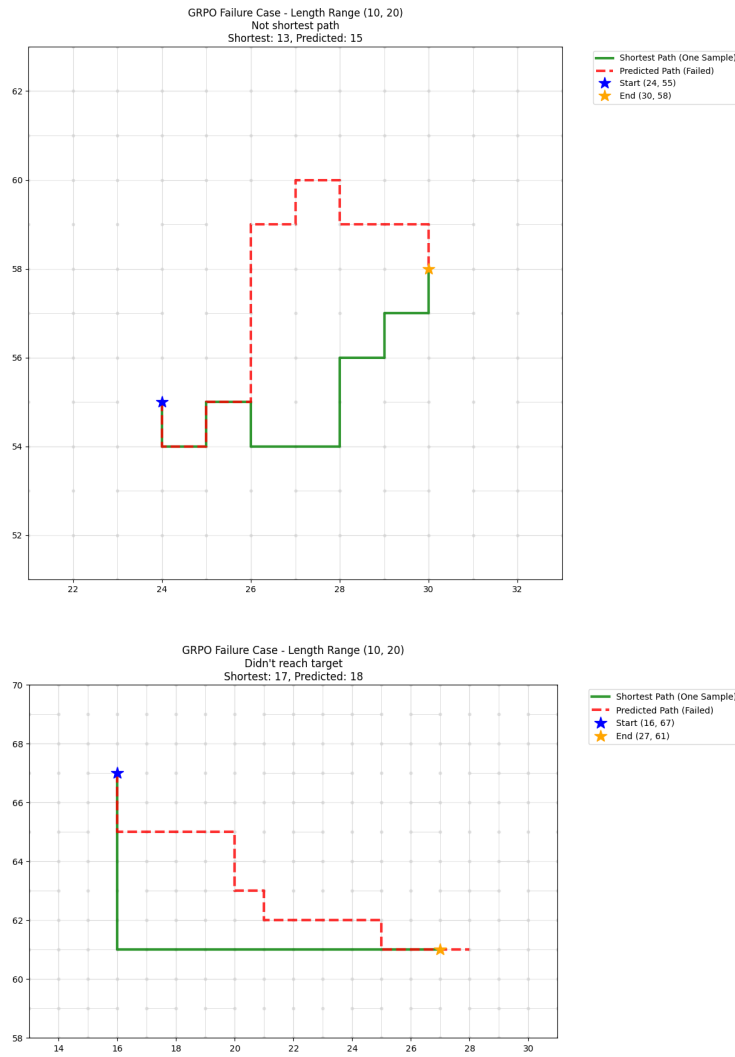 GRPO Failure Case - Length Range (10, 20)
Not shortest path
Shortest: 13, Predicted: 15
Shortest Path (One Sample)
Predicted Path (Failed)
Start (24, 55)
End (30, 58)
62
60
58
56
54
52
22 24 26 28 30 32
GRPO Failure Case - Length Range (10, 20)
Didn't reach target
Shortest: 17, Predicted: 18
Shortest Path (One Sample)
Predicted Path (Failed)
Start (16, 67)
End (27, 61)
70
68
66
64
62
60
58
14 16 18 20 22 24 26 28 30